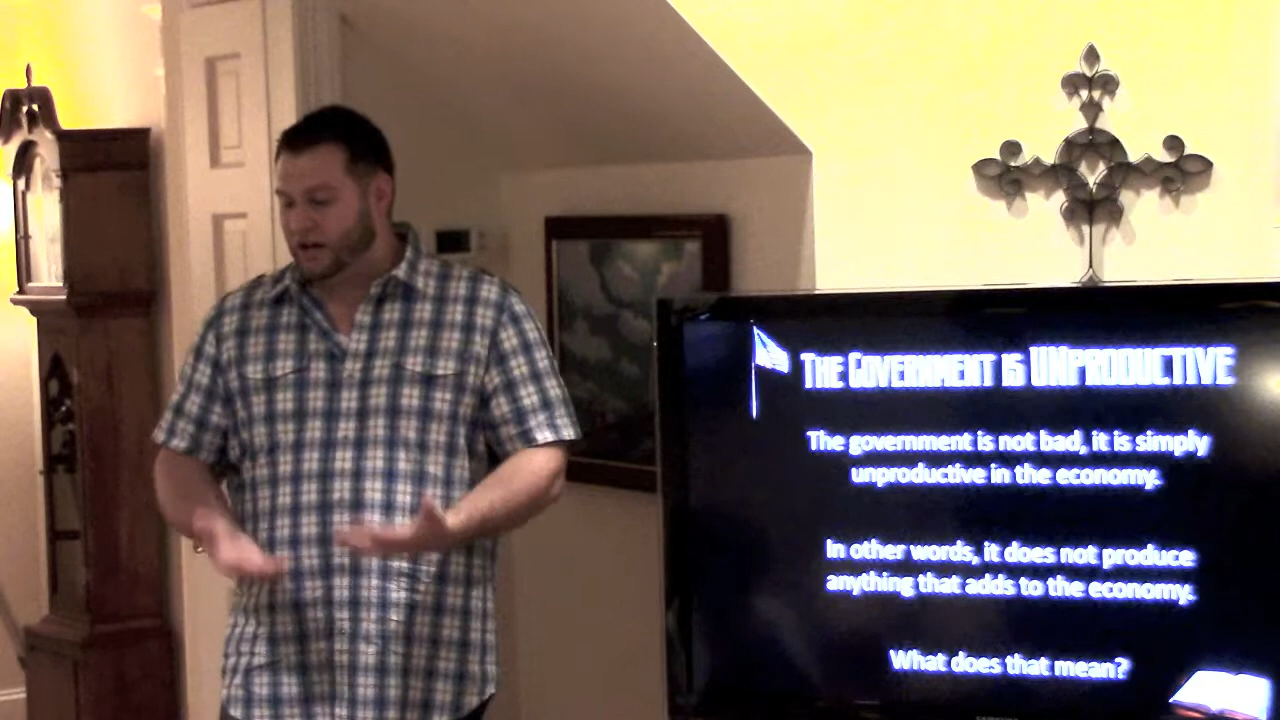 THE GOVERNMENT IS UNPRODUCTIVE
The government is not bad, it is simply
unproductive in the economy.
In other words, it does not produce
anything that adds to the economy.
What does that mean?